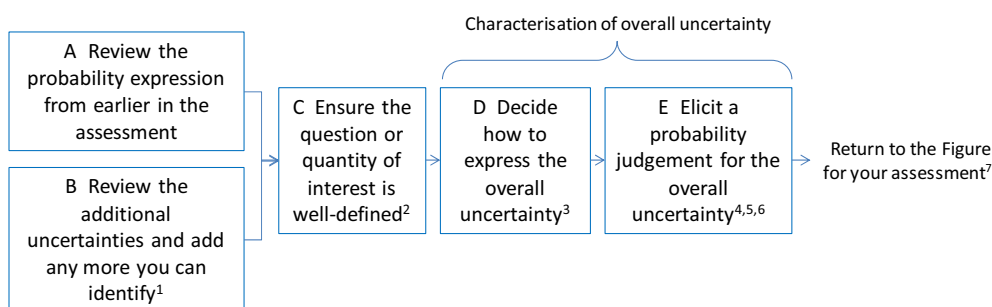 Characterisation of overall uncertainty
A Review the
probability expression
from earlier in the
assessment
B Review the
additional
uncertainties and add
any more you can
identify¹
C Ensure the
question or
quantity of
interest is
well-defined²
D Decide
how to
express the
overall
uncertainty³
E Elicit a
probability
judgement for the
overall
uncertainty⁴,⁵,⁶
Return to the Figure
for your assessment⁷